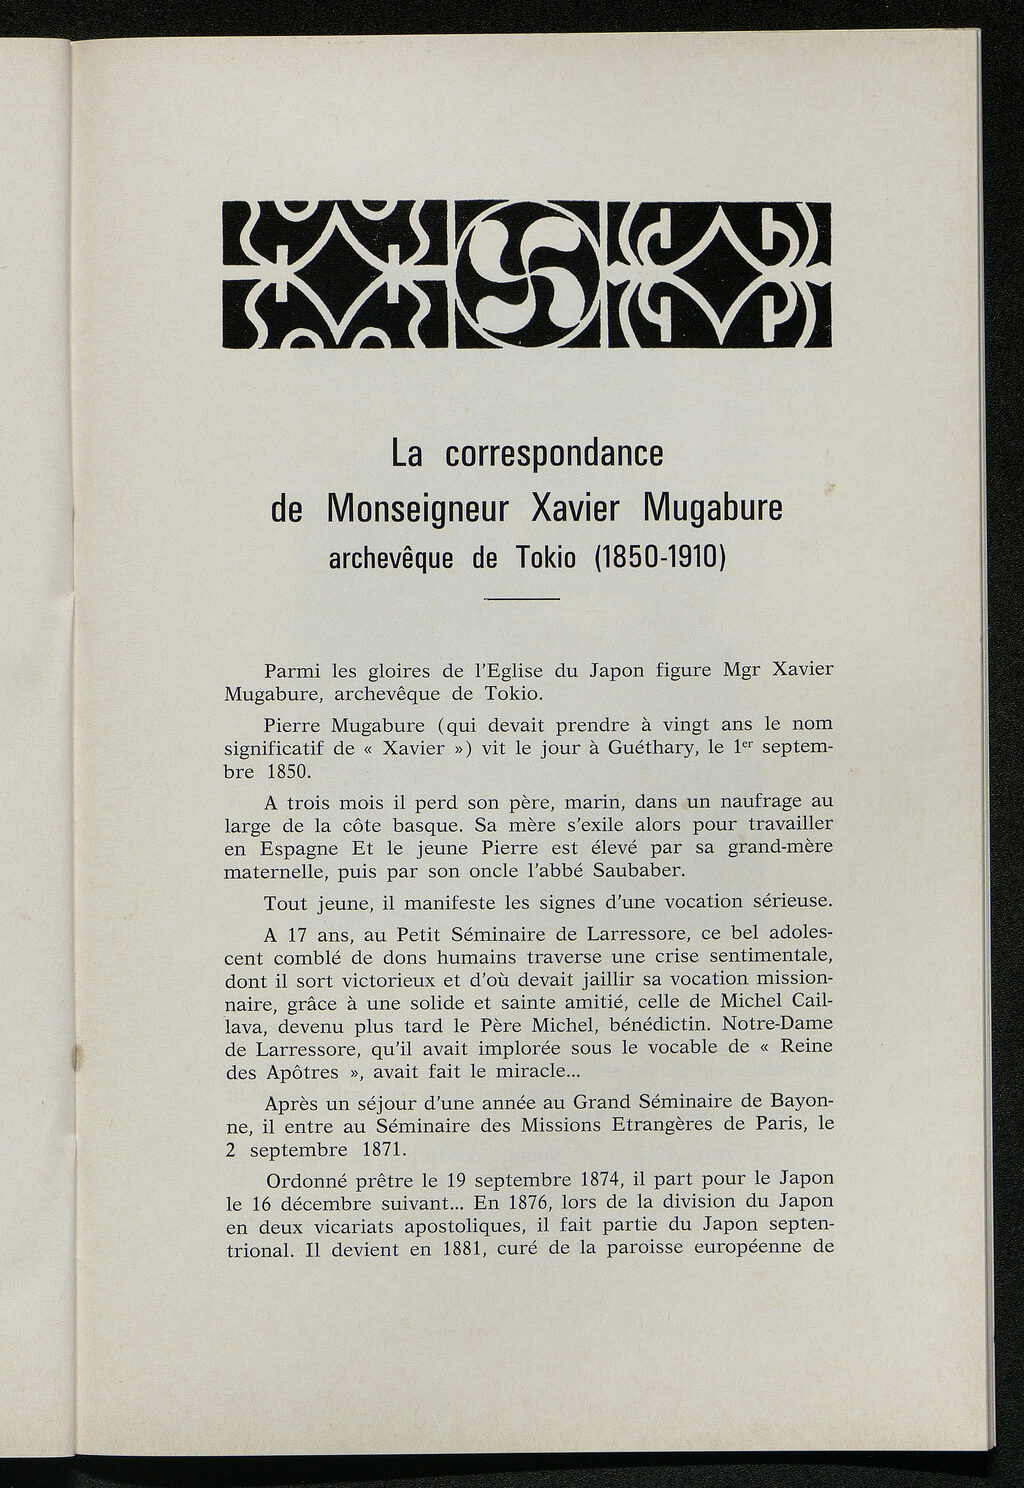 La correspondance
de Monseigneur Xavier Mugabure
archevêque de Tokio (1850-1910)
Parmi les gloires de l'Eglise du Japon figure Mgr Xavier
Mugabure, archevêque de Tokio.
Pierre Mugabure (qui devait prendre à vingt ans le nom
significatif de « Xavier ») vit le jour à Guéthary, le 1er septem-
bre 1850.
A trois mois il perd son père, marin, dans un naufrage au
large de la côte basque. Sa mère s'exile alors pour travailler
en Espagne Et le jeune Pierre est élevé par sa grand-mère
maternelle, puis par son oncle l'abbé Saubaber.
Tout jeune, il manifeste les signes d'une vocation sérieuse.
A 17 ans, au Petit Séminaire de Larressore, ce bel adoles-
cent comblé de dons humains traverse une crise sentimentale,
dont il sort victorieux et d'où devait jaillir sa vocation mission-
naire, grâce à une solide et sainte amitié, celle de Michel Cail-
lava, devenu plus tard le Père Michel, bénédictin. Notre-Dame
de Larressore, qu'il avait implorée sous le vocable de « Reine
des Apôtres », avait fait le miracle...
Après un séjour d'une année au Grand Séminaire de Bayon-
ne, il entre au Séminaire des Missions Etrangères de Paris, le
2 septembre 1871.
Ordonné prêtre le 19 septembre 1874, il part pour le Japon
le 16 décembre suivant... En 1876, lors de la division du Japon
en deux vicariats apostoliques, il fait partie du Japon septen-
trional. Il devient en 1881, curé de la paroisse européenne de